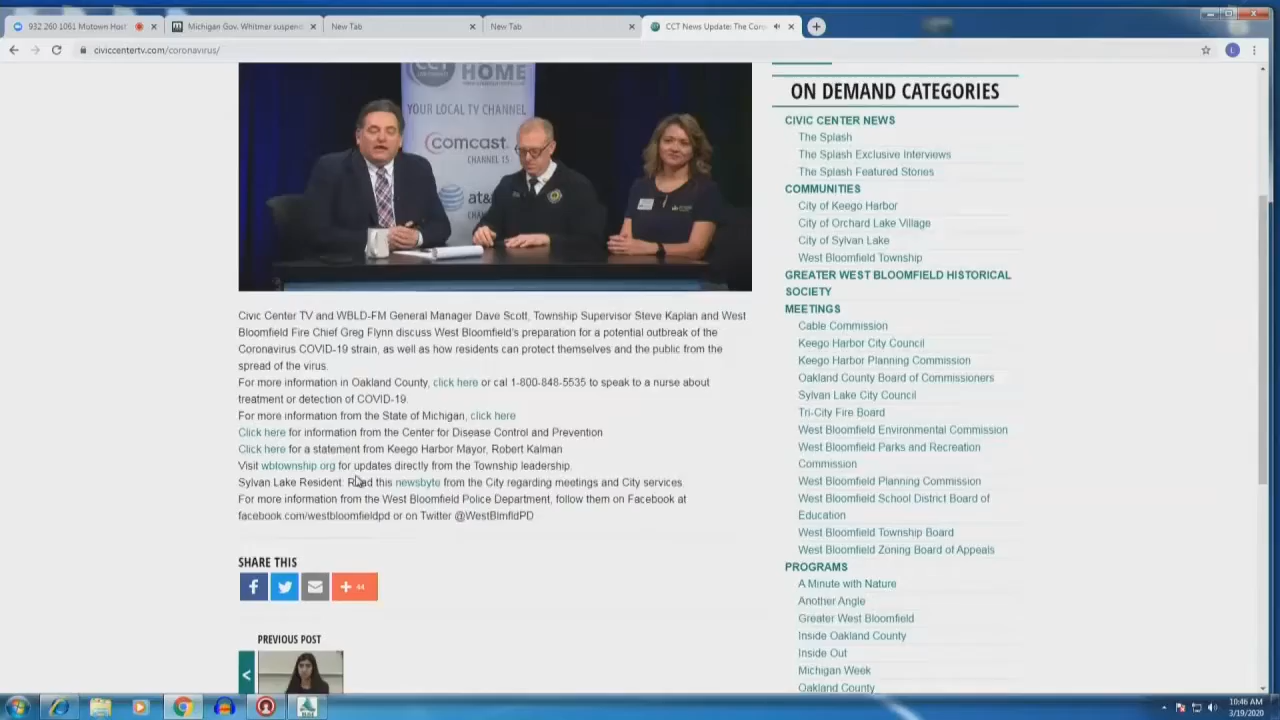 932 260 1061 Motown Host
Michigan Gov. Whitmer suspend
New Tab
New Tab
CCT News Update: The Coro
civiccentertv.com/coronavirus/
CCT
HOME
YOUR LOCAL TV CHANNEL
comcast
CHANNEL 15
at&t
Civic Center TV and WBLD-FM General Manager Dave Scott, Township Supervisor Steve Kaplan and West
Bloomfield Fire Chief Greg Flynn discuss West Bloomfield's preparation for a potential outbreak of the
Coronavirus COVID-19 strain, as well as how residents can protect themselves and the public from the
spread of the virus.
For more information in Oakland County, click here or cal 1-800-848-5535 to speak to a nurse about
treatment or detection of COVID-19.
For more information from the State of Michigan, click here
Click here for information from the Center for Disease Control and Prevention
Click here for a statement from Keego Harbor Mayor, Robert Kalman
Visit wbtownship.org for updates directly from the Township leadership.
Sylvan Lake Resident: Read this newsbyte from the City regarding meetings and City services
For more information from the West Bloomfield Police Department, follow them on Facebook at
facebook.com/westbloomfieldpd or on Twitter @WestBlmfldPD
SHARE THIS
44
PREVIOUS POST
<
ON DEMAND CATEGORIES
CIVIC CENTER NEWS
The Splash
The Splash Exclusive Interviews
The Splash Featured Stories
COMMUNITIES
City of Keego Harbor
City of Orchard Lake Village
City of Sylvan Lake
West Bloomfield Township
GREATER WEST BLOOMFIELD HISTORICAL
SOCIETY
MEETINGS
Cable Commission
Keego Harbor City Council
Keego Harbor Planning Commission
Oakland County Board of Commissioners
Sylvan Lake City Council
Tri-City Fire Board
West Bloomfield Environmental Commission
West Bloomfield Parks and Recreation
Commission
West Bloomfield Planning Commission
West Bloomfield School District Board of
Education
West Bloomfield Township Board
West Bloomfield Zoning Board of Appeals
PROGRAMS
A Minute with Nature
Another Angle
Greater West Bloomfield
Inside Oakland County
Inside Out
Michigan Week
Oakland County
10:46 AM
3/19/2020